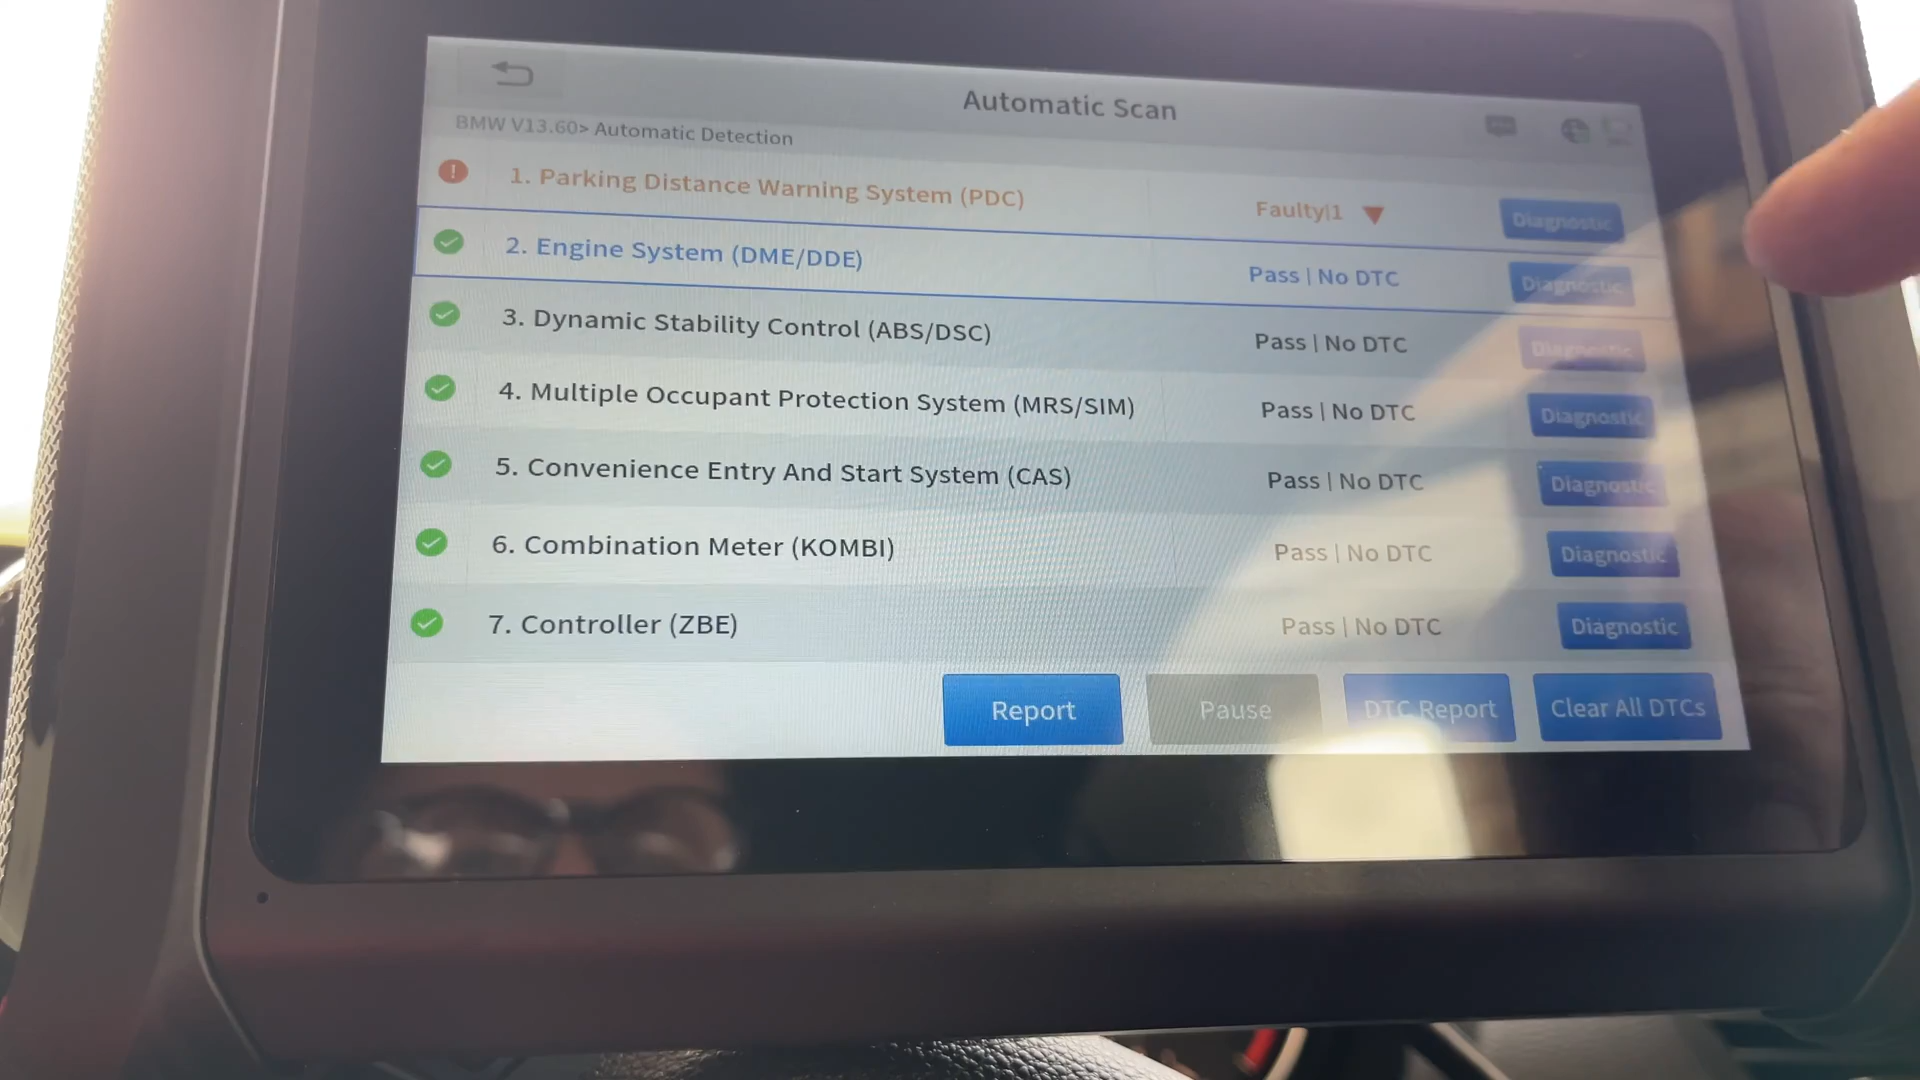 Automatic Scan
BMW V13.60> Automatic Detection
1. Parking Distance Warning System (PDC) Faulty|1 Diagnostic
2. Engine System (DME/DDE) Pass | No DTC Diagnostic
3. Dynamic Stability Control (ABS/DSC) Pass | No DTC Diagnostic
4. Multiple Occupant Protection System (MRS/SIM) Pass | No DTC Diagnostic
5. Convenience Entry And Start System (CAS) Pass | No DTC Diagnostic
6. Combination Meter (KOMBI) Pass | No DTC Diagnostic
7. Controller (ZBE) Pass | No DTC Diagnostic
Report Pause DTC Report Clear All DTCs